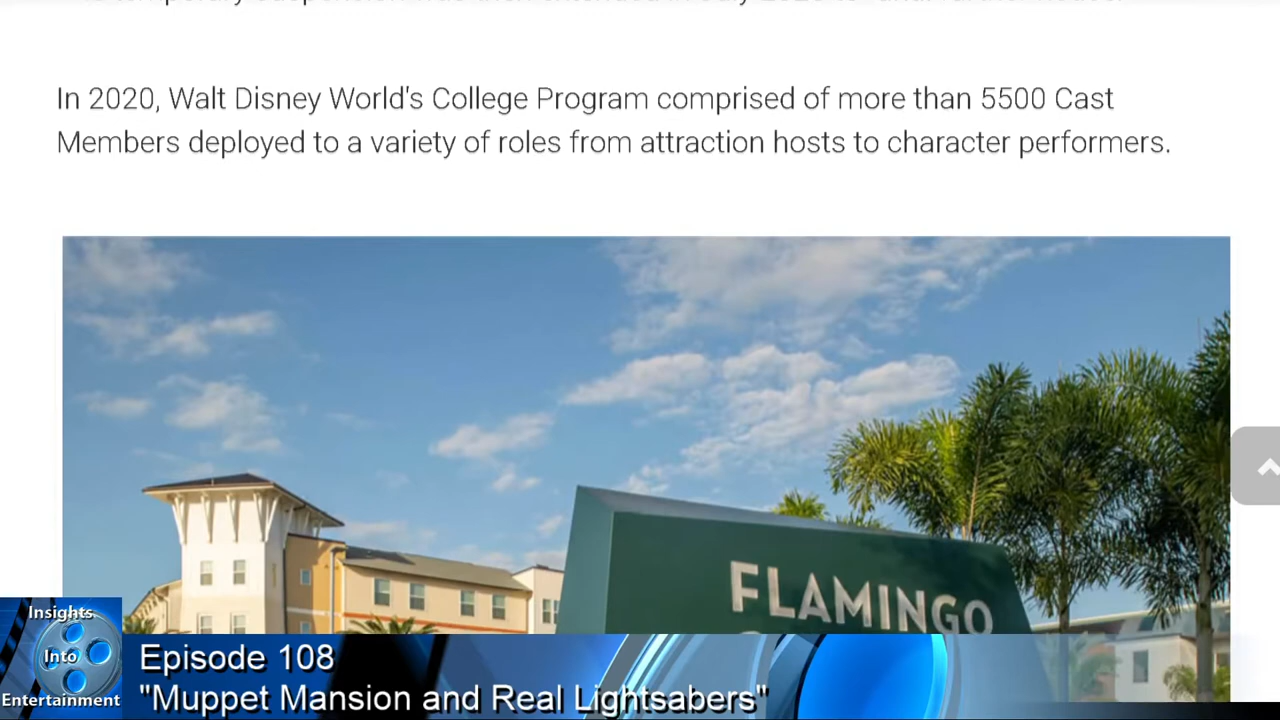 In 2020, Walt Disney World's College Program comprised of more than 5500 Cast
Members deployed to a variety of roles from attraction hosts to character performers.
FLAMINGO
Insights
Into
Entertainment
Episode 108
"Muppet Mansion and Real Lightsabers"